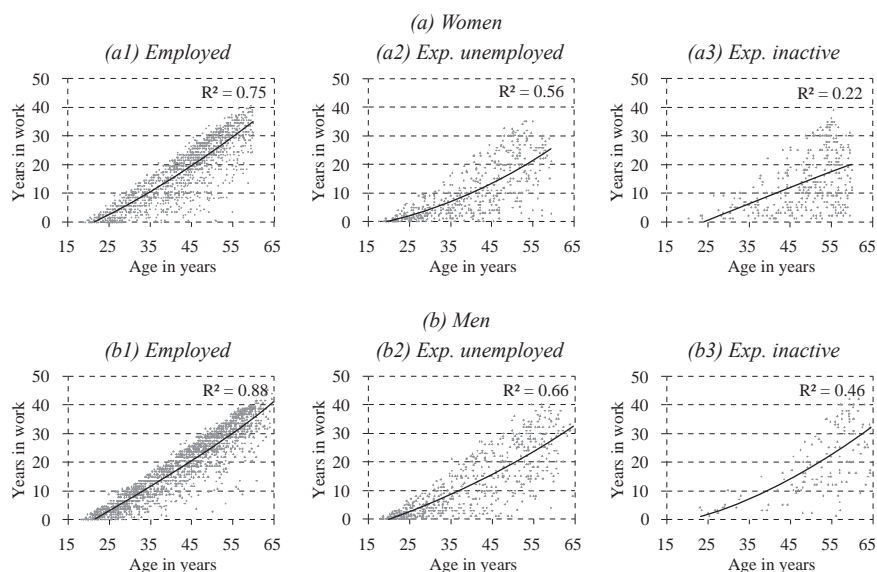 (a) Women
(a1) Employed
(a2) Exp. unemployed
(a3) Exp. inactive
Years in work
50
40
30
20
10
0
R² = 0.75
15 25 35 45 55 65
Age in years
50
40
30
20
10
0
R² = 0.56
15 25 35 45 55 65
Age in years
50
40
30
20
10
0
R² = 0.22
15 25 35 45 55 65
Age in years
Years in work
Years in work
(b) Men
(b1) Employed
(b2) Exp. unemployed
(b3) Exp. inactive
Years in work
50
40
30
20
10
0
R² = 0.88
15 25 35 45 55 65
Age in years
Years in work
50
40
30
20
10
0
R² = 0.66
15 25 35 45 55 65
Age in years
Years in work
50
40
30
20
10
0
R² = 0.46
15 25 35 45 55 65
Age in years